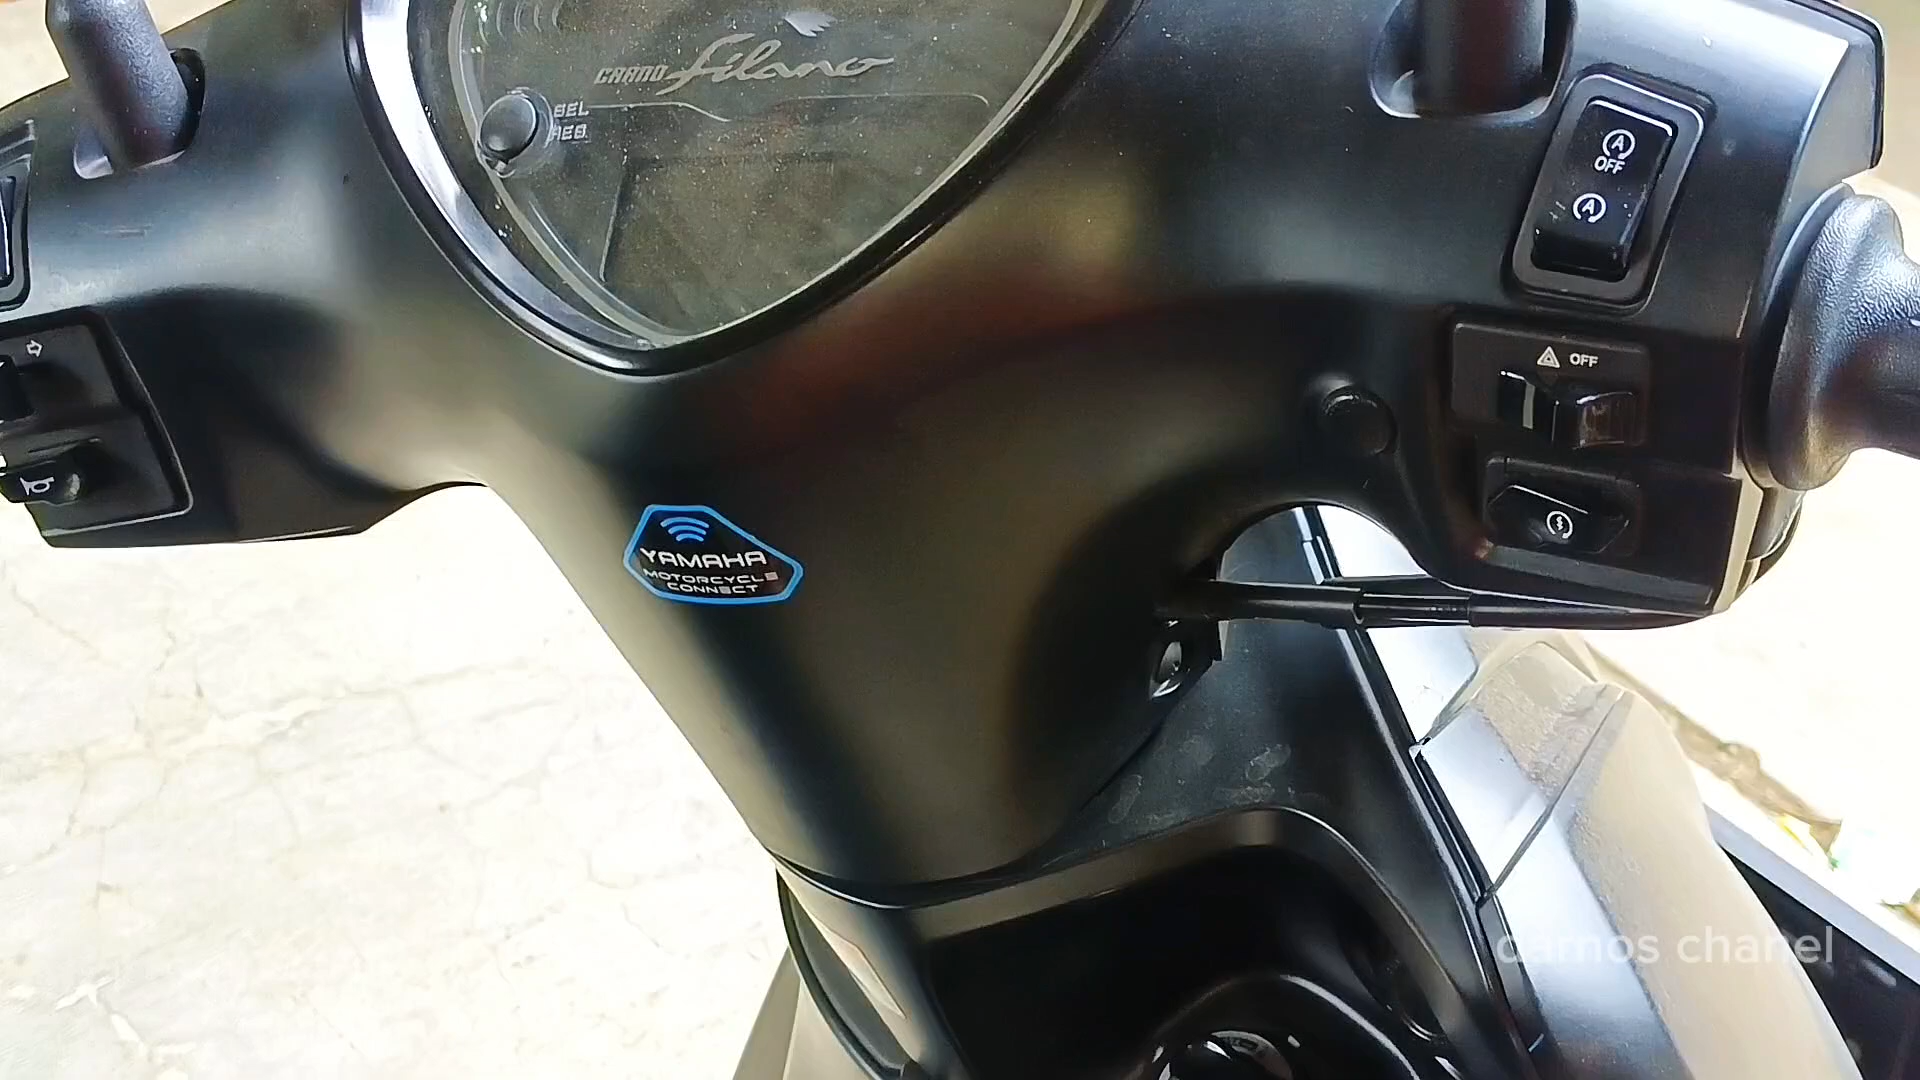 GRAND Filano
SEL
RES
A
OFF
A
OFF
YAMAHA
MOTORCYCLE
CONNECT
damos chanel